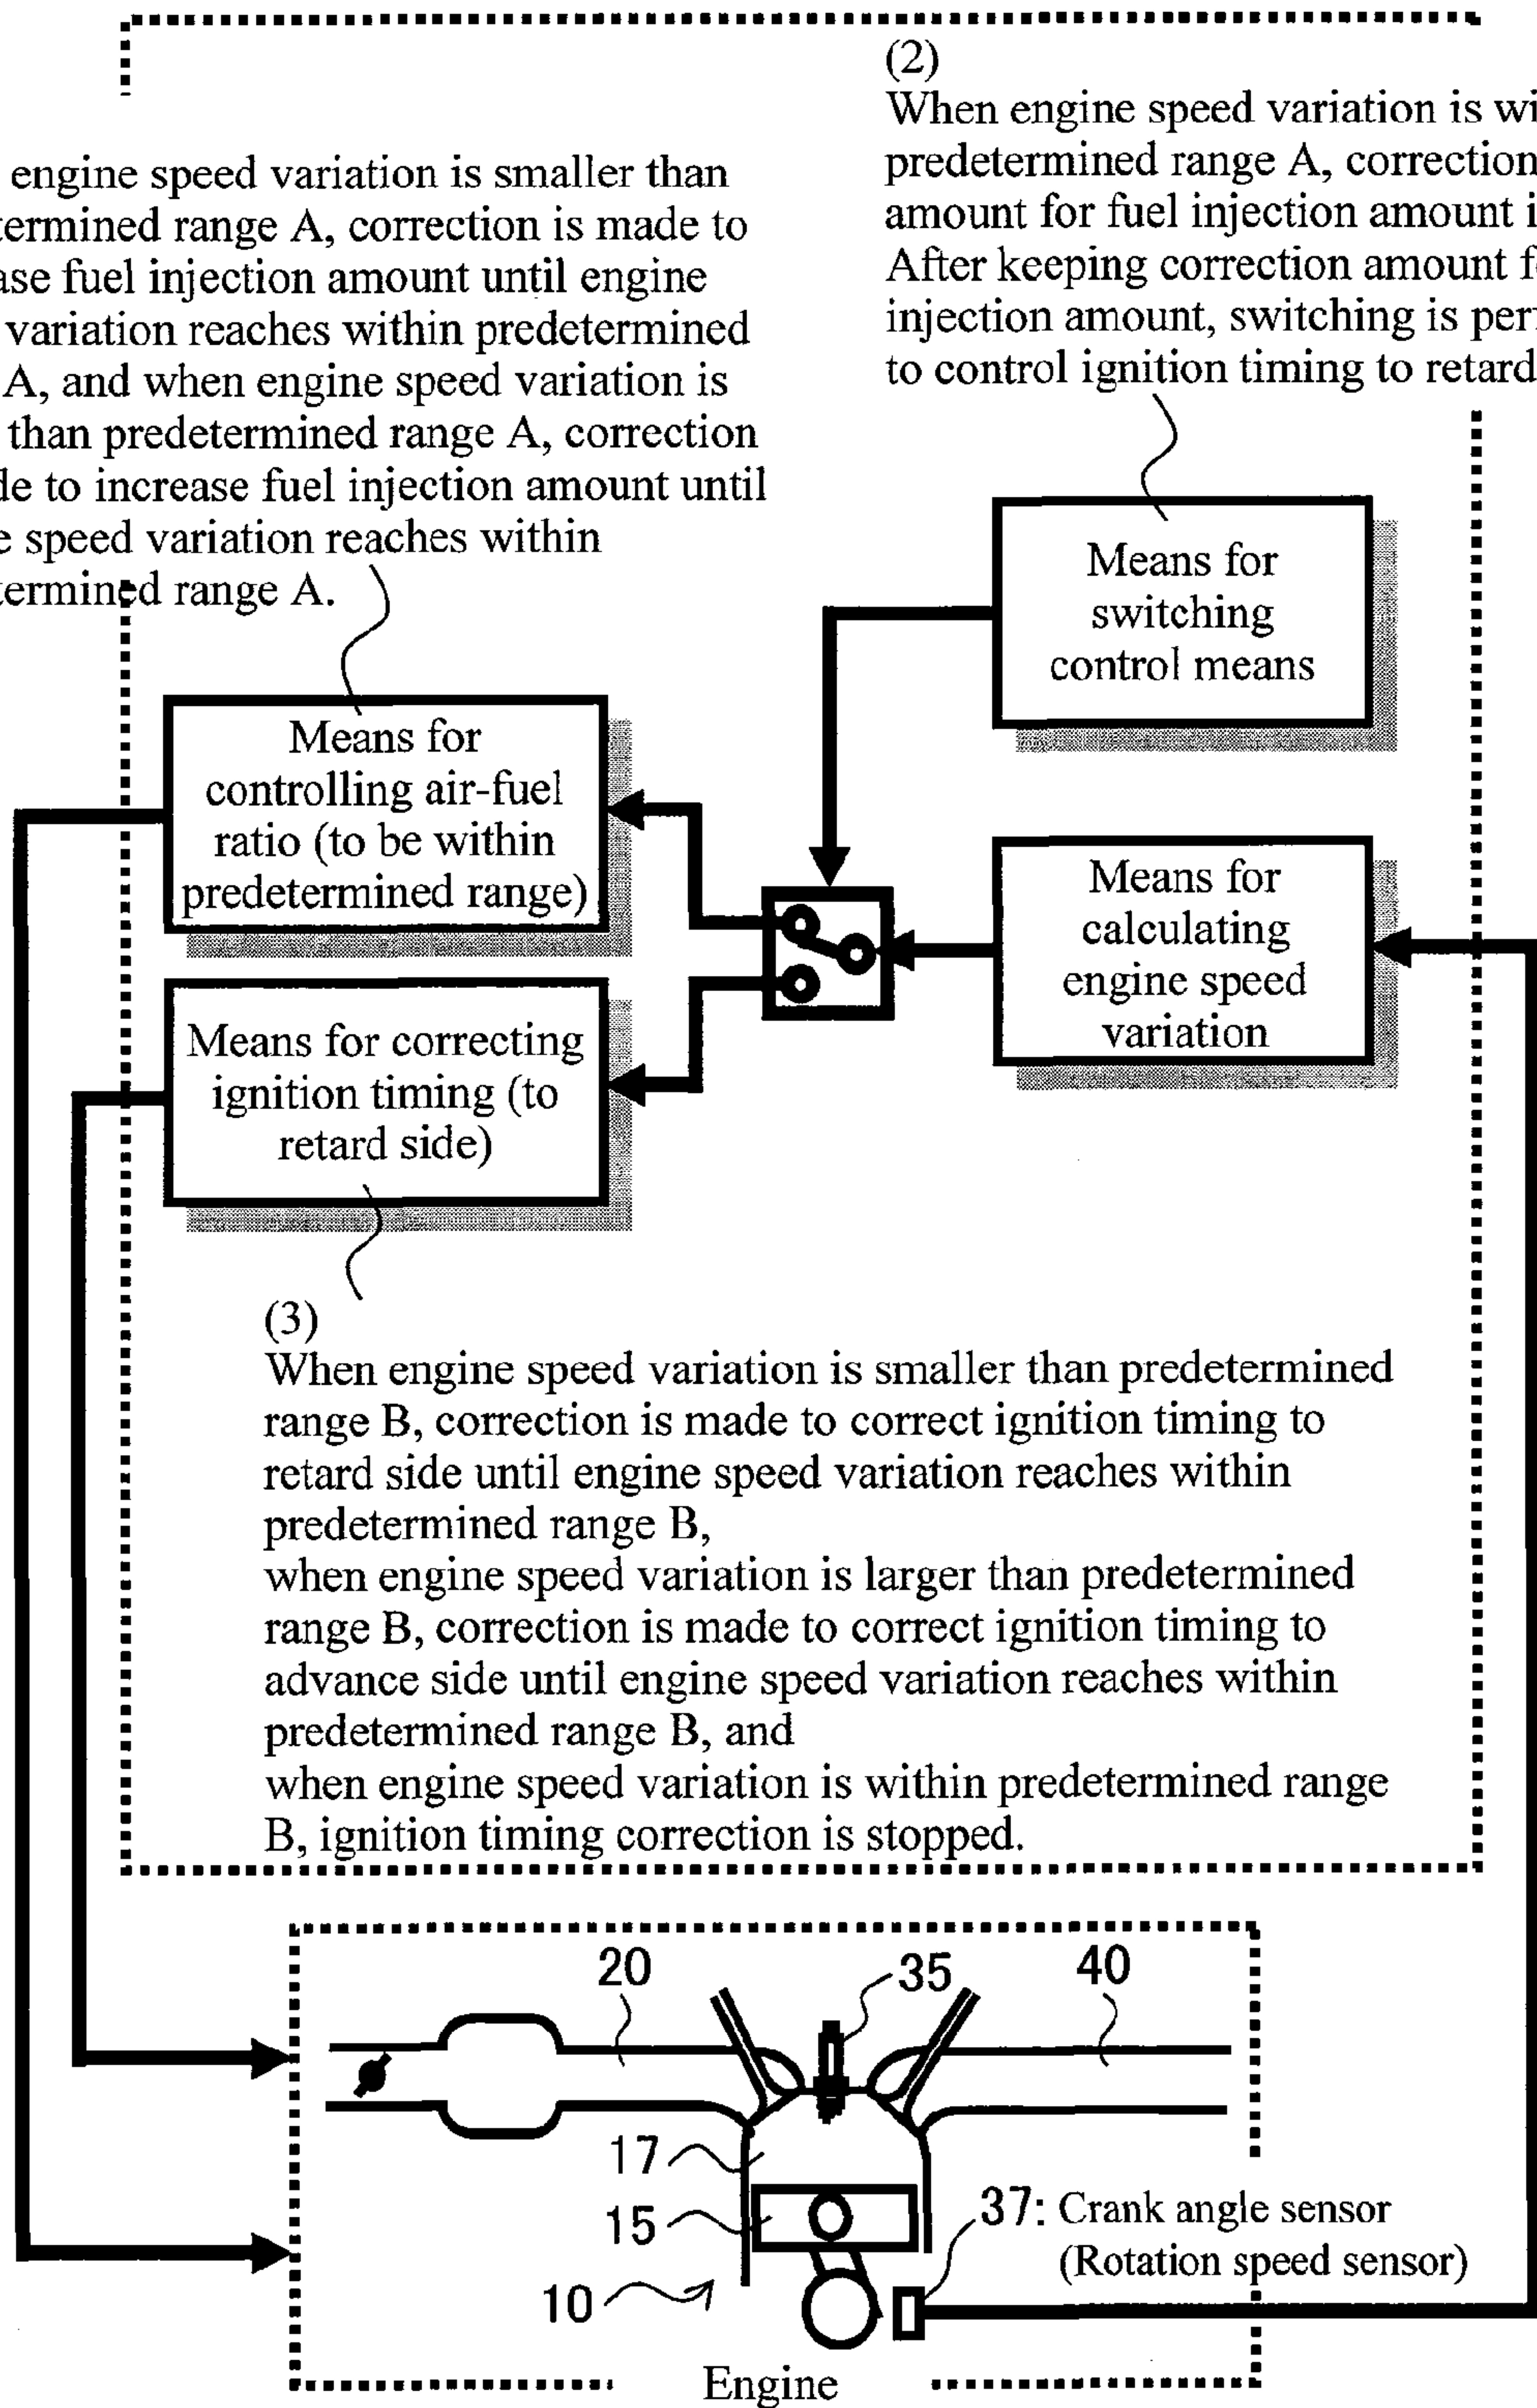 engine speed variation is smaller than
range A, correction is made to
fuel injection amount until engine
variation reaches within predetermined
A, and when engine speed variation is
than predetermined range A, correction
to increase fuel injection amount until
speed variation reaches within
range A.
(2)
When engine speed variation is
predetermined range A, correction
amount for fuel injection amount
After keeping correction amount
injection amount, switching is
to control ignition timing to retard
Means for
switching
control means
Means for
controlling air-fuel
ratio (to be within
predetermined range)
Means for
calculating
engine speed
variation
Means for correcting
ignition timing (to
retard side)
(3)
When engine speed variation is smaller than predetermined
range B, correction is made to correct ignition timing to
retard side until engine speed variation reaches within
predetermined range B,
when engine speed variation is larger than predetermined
range B, correction is made to correct ignition timing to
advance side until engine speed variation reaches within
predetermined range B, and
when engine speed variation is within predetermined range
B, ignition timing correction is stopped.
20
35
40
17
15
37: Crank angle sensor
(Rotation speed sensor)
10
Engine